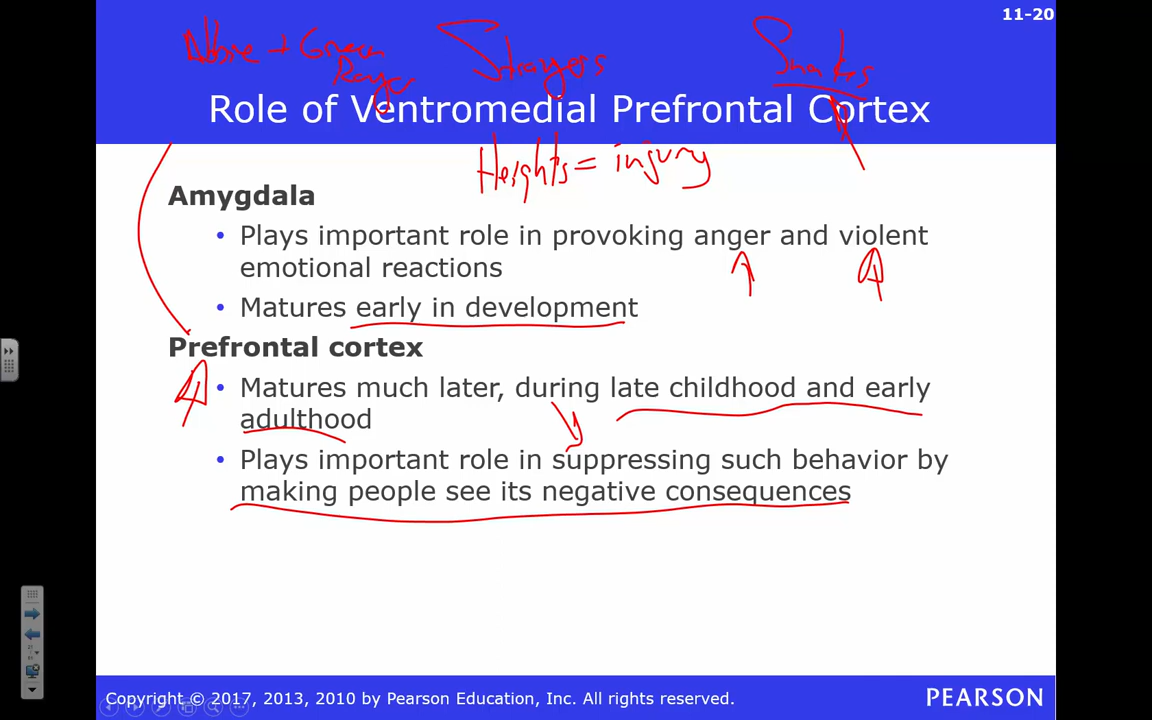 11-20
Strangers
Snakes
Role of Ventromedial Prefrontal Cortex
Heights = injury
Amygdala
• Plays important role in provoking anger and violent
emotional reactions
• Matures early in development
Prefrontal cortex
• Matures much later, during late childhood and early
adulthood
• Plays important role in suppressing such behavior by
making people see its negative consequences
Copyright © 2017, 2013, 2010 by Pearson Education, Inc. All rights reserved.
PEARSON